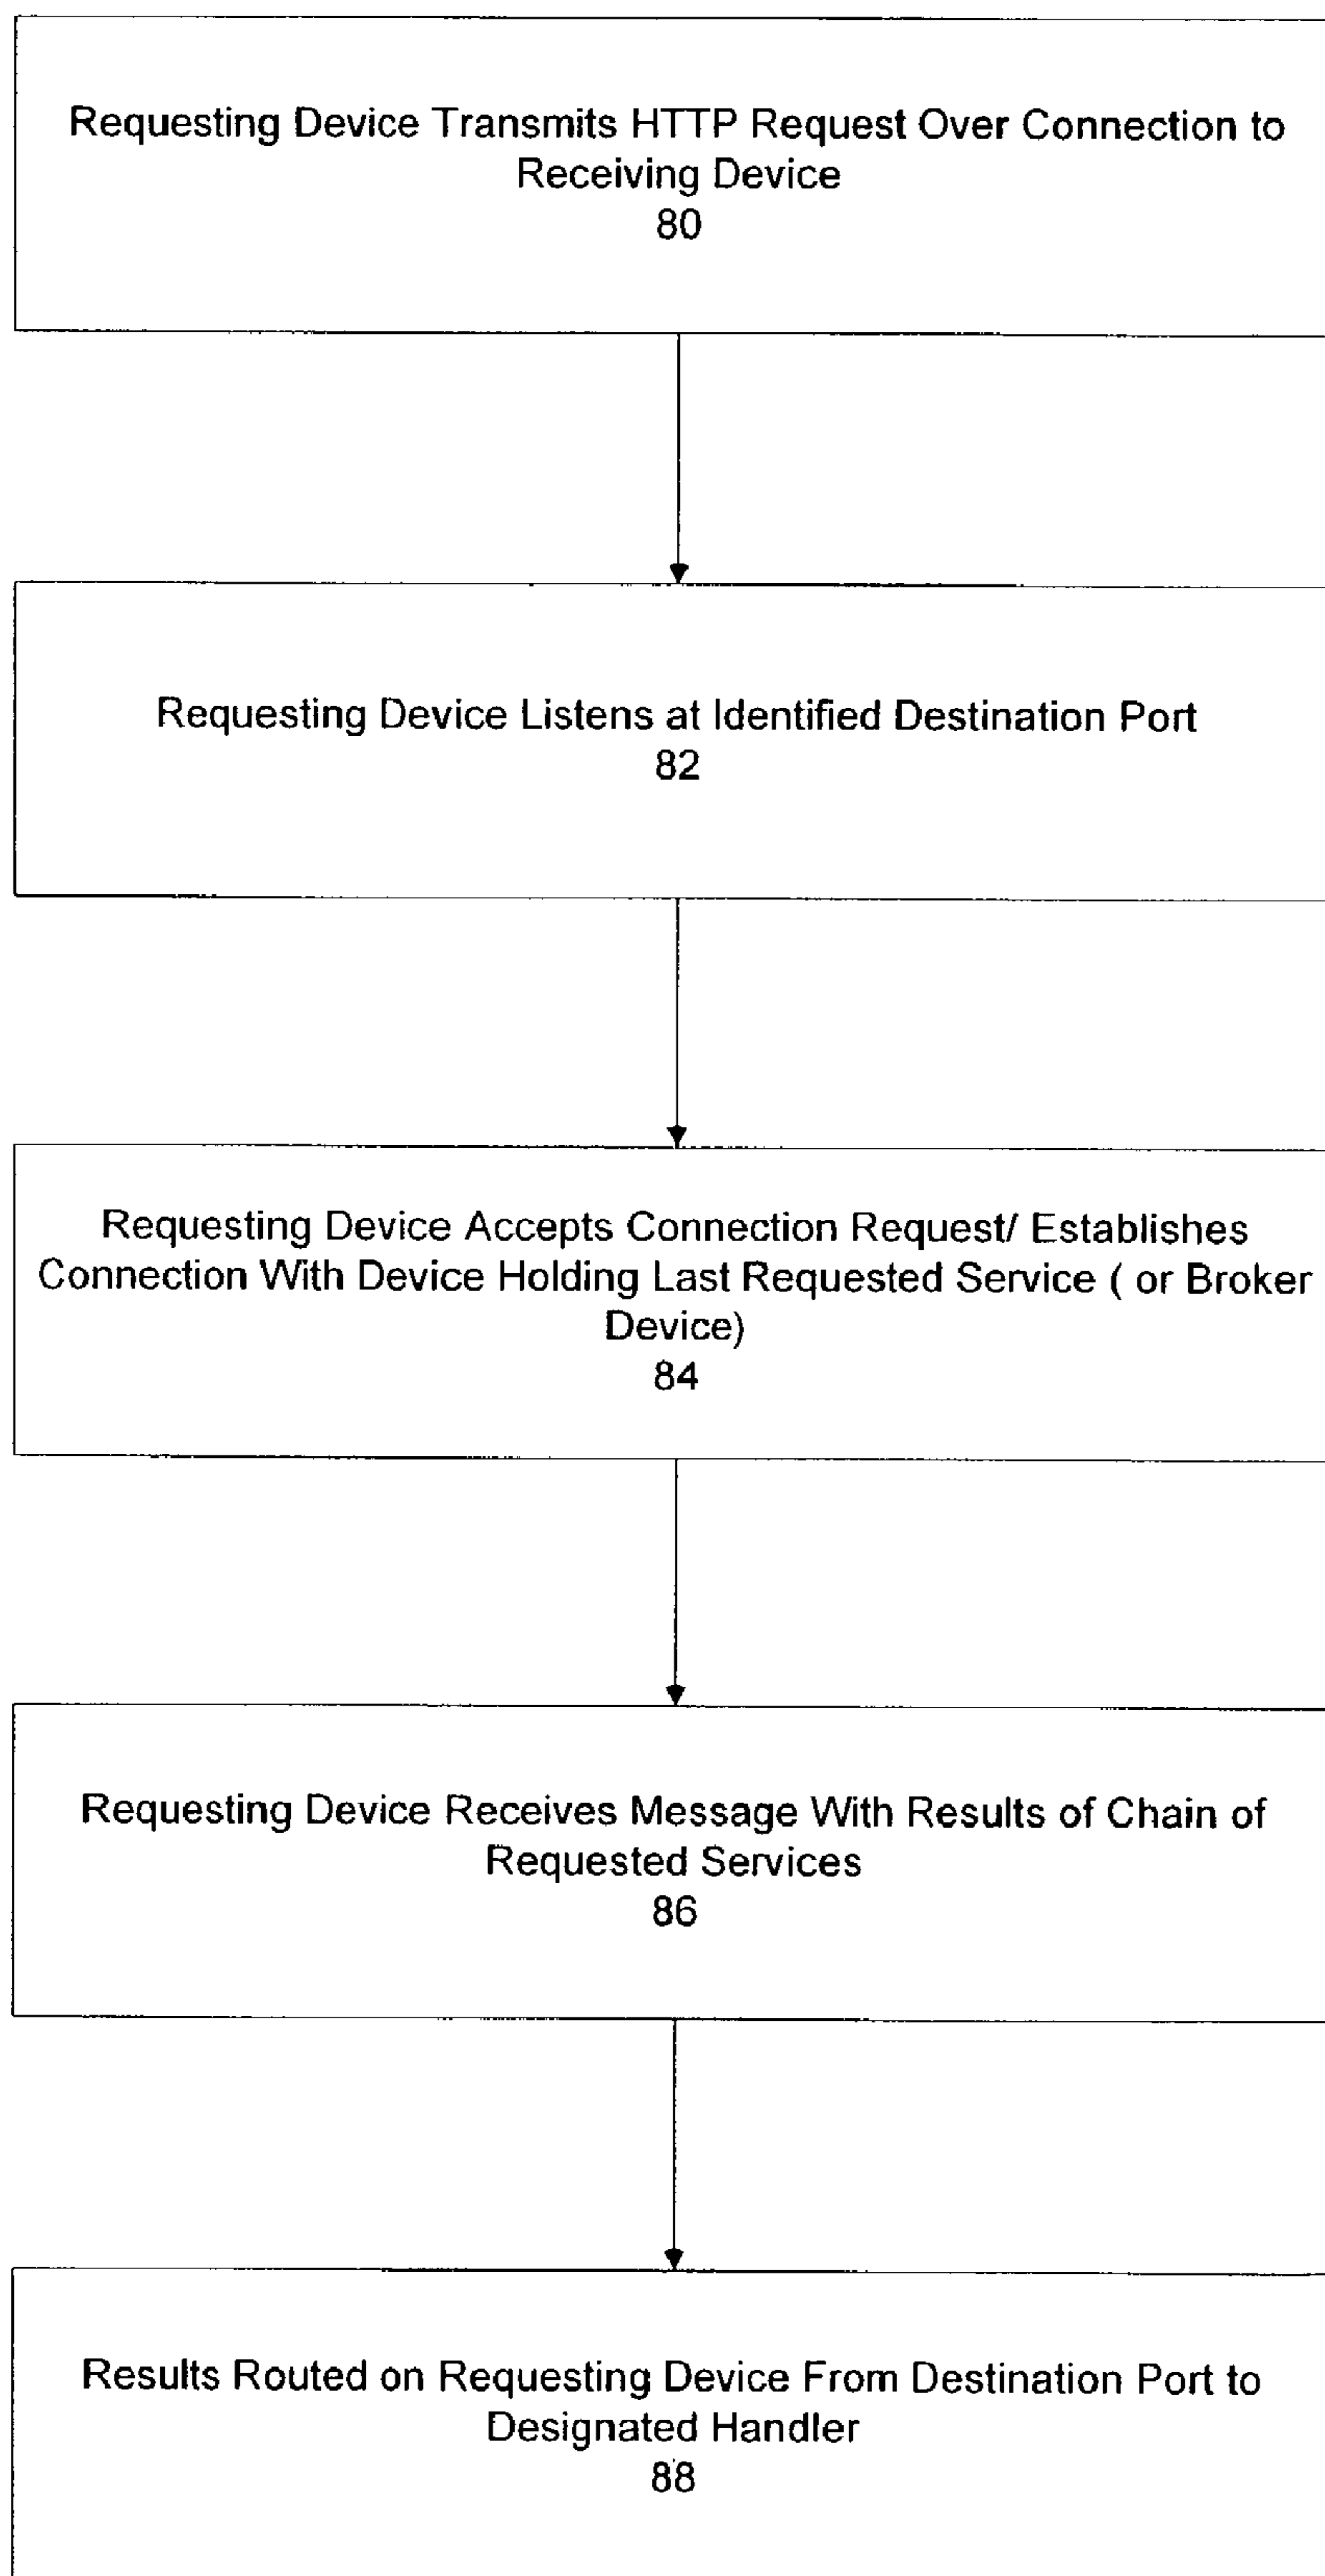 Requesting Device Transmits HTTP Request Over Connection to
Receiving Device
80
Requesting Device Listens at Identified Destination Port
82
Requesting Device Accepts Connection Request/ Establishes
Connection With Device Holding Last Requested Service ( or Broker
Device)
84
Requesting Device Receives Message With Results of Chain of
Requested Services
86
Results Routed on Requesting Device From Destination Port to
Designated Handler
88